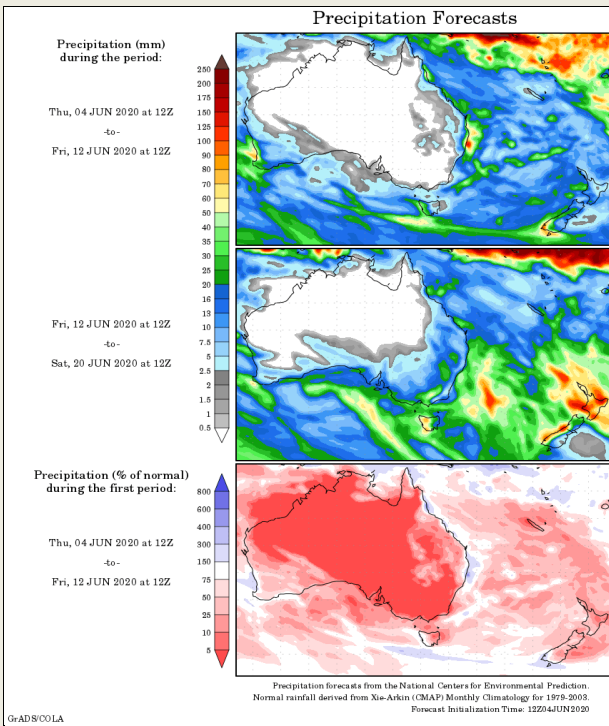 Precipitation Forecasts
Precipitation (mm)
during the period:
Thu, 04 JUN 2020 at 12Z
-to-
Fri, 12 JUN 2020 at 12Z
250
200
175
150
125
100
90
80
70
60
50
40
35
30
25
20
16
13
10
7.5
5
2.5
2
1.5
1
0.5
Fri, 12 JUN 2020 at 12Z
-to-
Sat, 20 JUN 2020 at 12Z
Precipitation (% of normal)
during the first period:
Thu, 04 JUN 2020 at 12Z
-to-
Fri, 12 JUN 2020 at 12Z
800
600
400
300
150
75
50
25
10
5
Precipitation forecasts from the National Centers for Environmental Prediction.
Normal rainfall derived from Xie-Arkin (CMAP) Monthly Climatology for 1979-2003.
Forecast Initialization Time: 12Z04JUN2020
GrADS/COLA